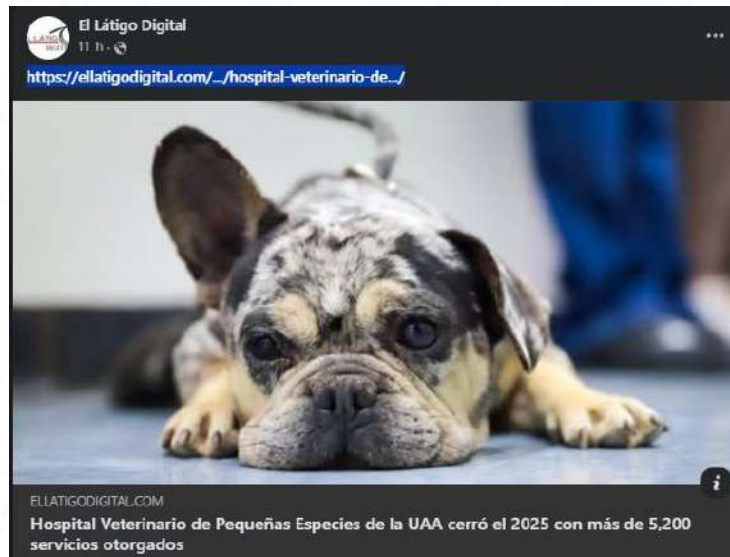 El Látigo Digital
11 h
https://ellatigodigital.com/.../hospital-veterinario-de.../
ELLATIGODIGITAL.COM
Hospital Veterinario de Pequeñas Especies de la UAA cerró el 2025 con más de 5,200
servicios otorgados